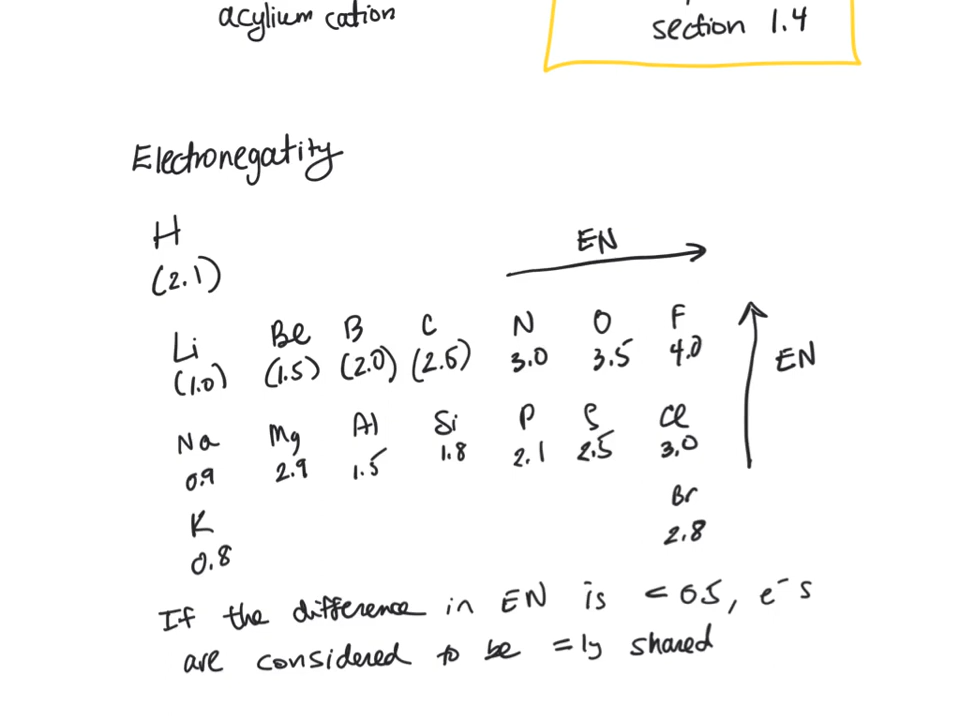 acylium cation
section 1.4
Electronegatity
H
(2.1)
EN
Li Be B C N O F
(1.0) (1.5) (2.0) (2.5) 3.0 3.5 4.0
EN
Na Mg Al Si P S Cl
0.9 2.9 1.5 1.8 2.1 2.5 3.0
K Br
0.8 2.8
If the difference in EN is < 0.5, e⁻s
are considered to be =ly shared